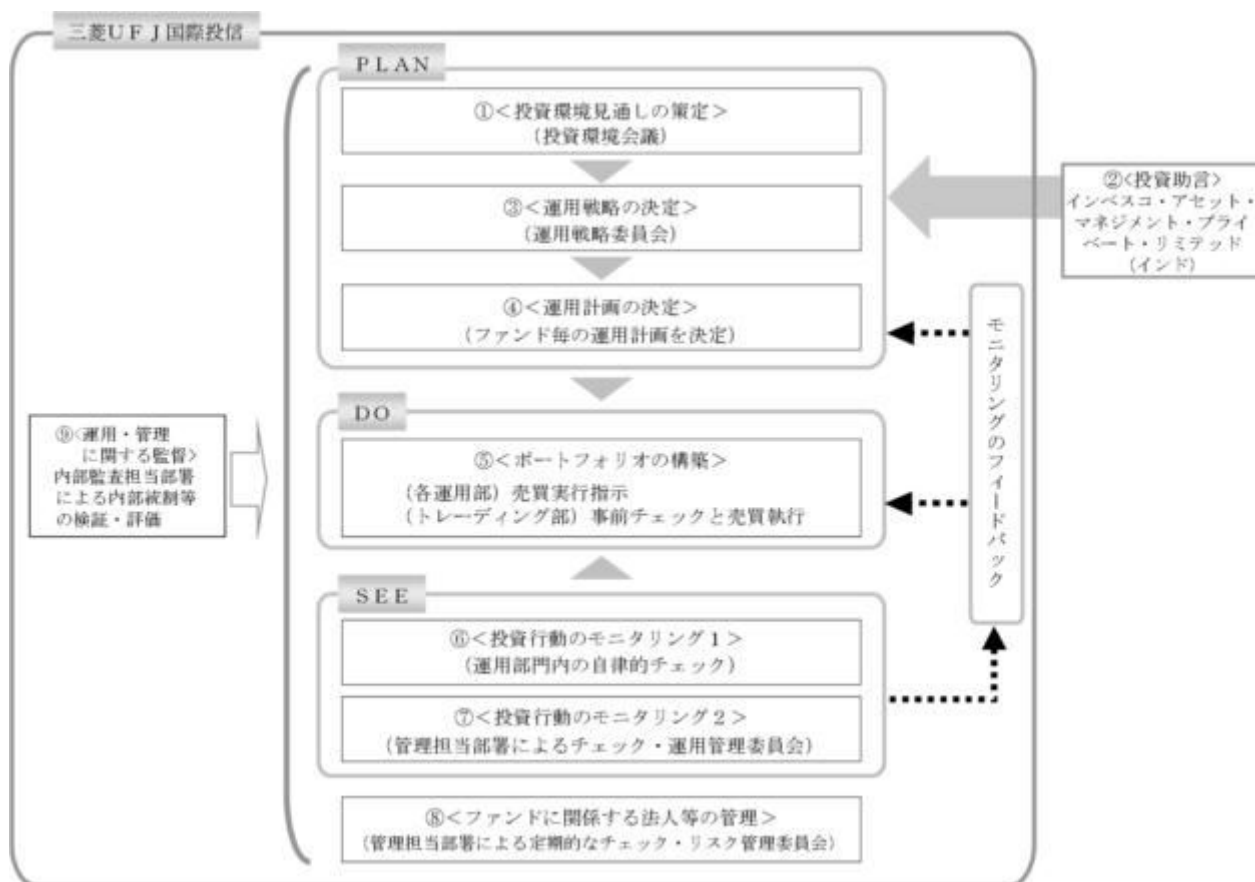 三菱ＵＦＪ国際投信
ＰＬＡＮ
①＜投資環境見通しの策定＞
（投資環境会議）
②<投資助言>
インベスコ・アセット・
マネジメント・プライ
ベート・リミテッド
（インド）
③＜運用戦略の決定＞
（運用戦略委員会）
④＜運用計画の決定＞
（ファンド毎の運用計画を決定）
ＤＯ
⑤＜ポートフォリオの構築＞
（各運用部）売買実行指示
（トレーディング部）事前チェックと売買執行
ＳＥＥ
⑥＜投資行動のモニタリング１＞
（運用部門内の自律的チェック）
⑦＜投資行動のモニタリング２＞
（管理担当部署によるチェック・運用管理委員会）
⑧＜ファンドに関係する法人等の管理＞
（管理担当部署による定期的なチェック・リスク管理委員会）
⑨<運用・管理
に関する監督>
内部監査担当部署
による内部統制等
の検証・評価
モニタリングのフィードバック